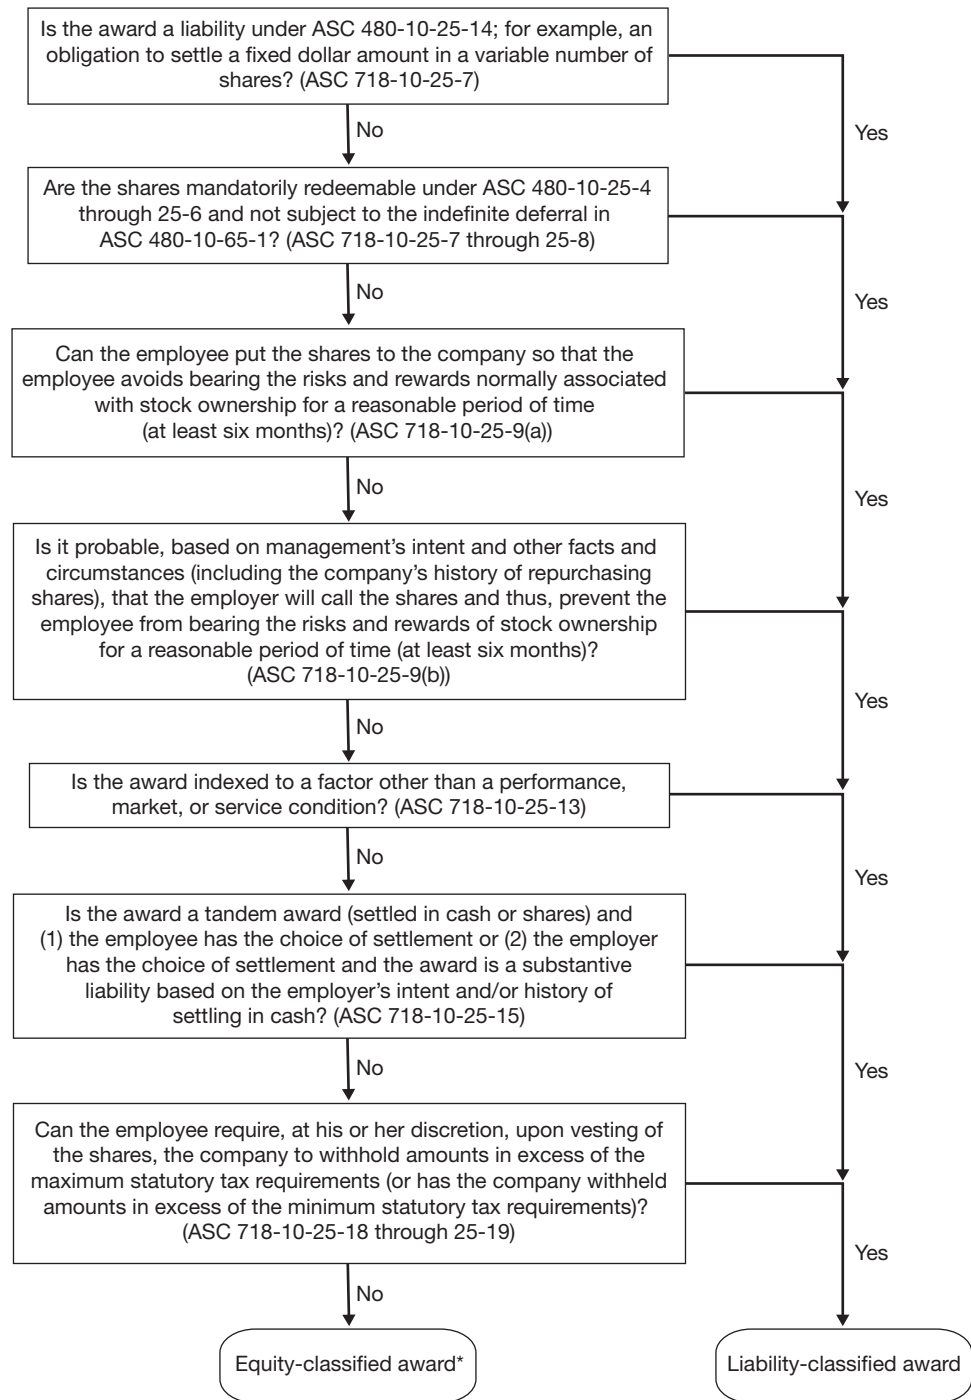 Is the award a liability under ASC 480-10-25-14; for example, an
obligation to settle a fixed dollar amount in a variable number of
shares? (ASC 718-10-25-7)
No
Yes
Are the shares mandatorily redeemable under ASC 480-10-25-4
through 25-6 and not subject to the indefinite deferral in
ASC 480-10-65-1? (ASC 718-10-25-7 through 25-8)
No
Yes
Can the employee put the shares to the company so that the
employee avoids bearing the risks and rewards normally associated
with stock ownership for a reasonable period of time
(at least six months)? (ASC 718-10-25-9(a))
No
Yes
Is it probable, based on management’s intent and other facts and
circumstances (including the company’s history of repurchasing
shares), that the employer will call the shares and thus, prevent the
employee from bearing the risks and rewards of stock ownership
for a reasonable period of time (at least six months)?
(ASC 718-10-25-9(b))
No
Yes
Is the award indexed to a factor other than a performance,
market, or service condition? (ASC 718-10-25-13)
No
Yes
Is the award a tandem award (settled in cash or shares) and
(1) the employee has the choice of settlement or (2) the employer
has the choice of settlement and the award is a substantive
liability based on the employer’s intent and/or history of
settling in cash? (ASC 718-10-25-15)
No
Yes
Can the employee require, at his or her discretion, upon vesting of
the shares, the company to withhold amounts in excess of the
maximum statutory tax requirements (or has the company withheld
amounts in excess of the minimum statutory tax requirements)?
(ASC 718-10-25-18 through 25-19)
No
Yes
Equity-classified award*
Liability-classified award